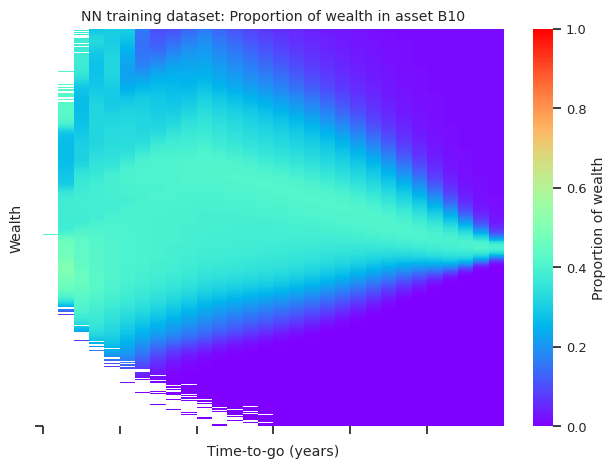 NN training dataset: Proportion of wealth in asset B10
Wealth
Time-to-go (years)
1.0
0.8
0.6
0.4
0.2
0.0
Proportion of wealth